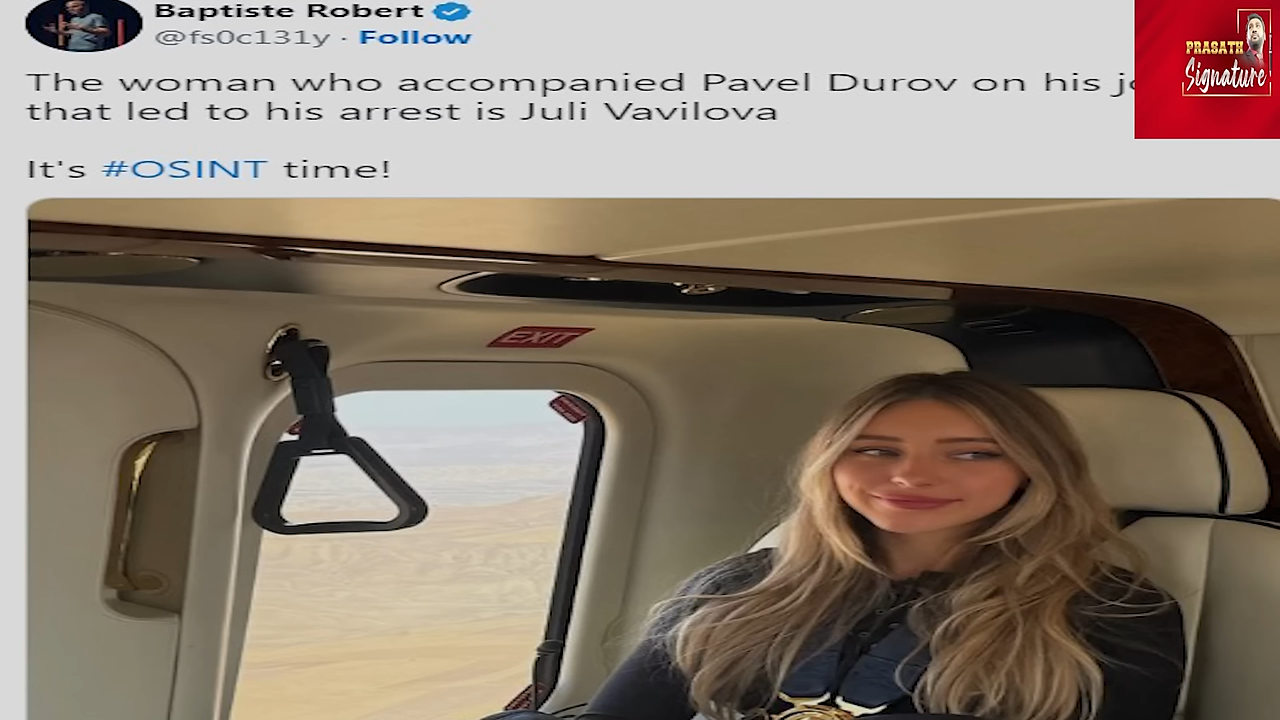 Baptiste Robert
@fs0c131y · Follow
PRASATH
Signature
The woman who accompanied Pavel Durov on his
that led to his arrest is Juli Vavilova
It's #OSINT time!
EXIT